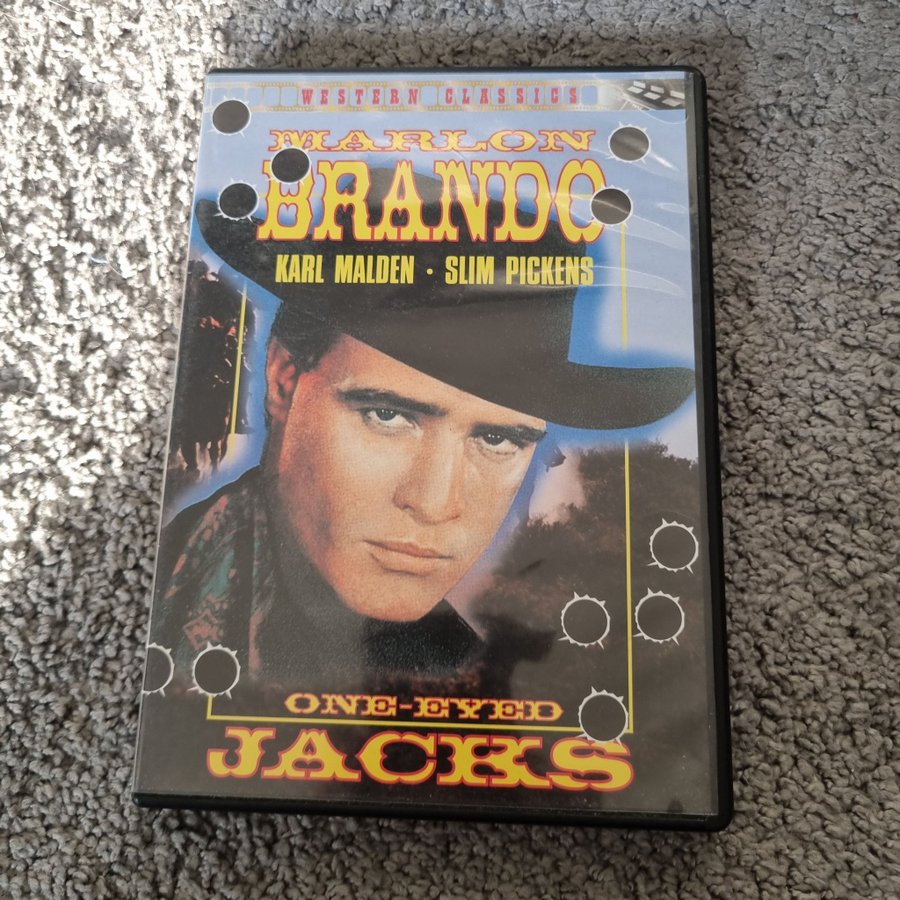 WESTERN CLASSICS
MARLON
BRANDO
KARL MALDEN · SLIM PICKENS
ONE-EYED
JACKS